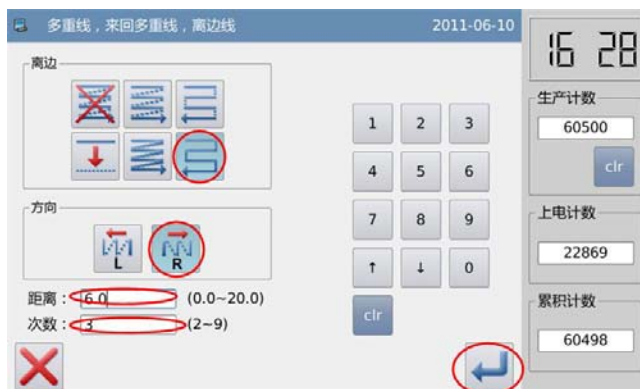 多重线，来回多重线，离边线 2011-06-10
16 28
离边
方向
L R
距离： 6.0 (0.0~20.0)
次数： 3 (2~9)
1 2 3
4 5 6
7 8 9
↑ ↓ 0
clr
生产计数
60500
clr
上电计数
22869
累积计数
60498